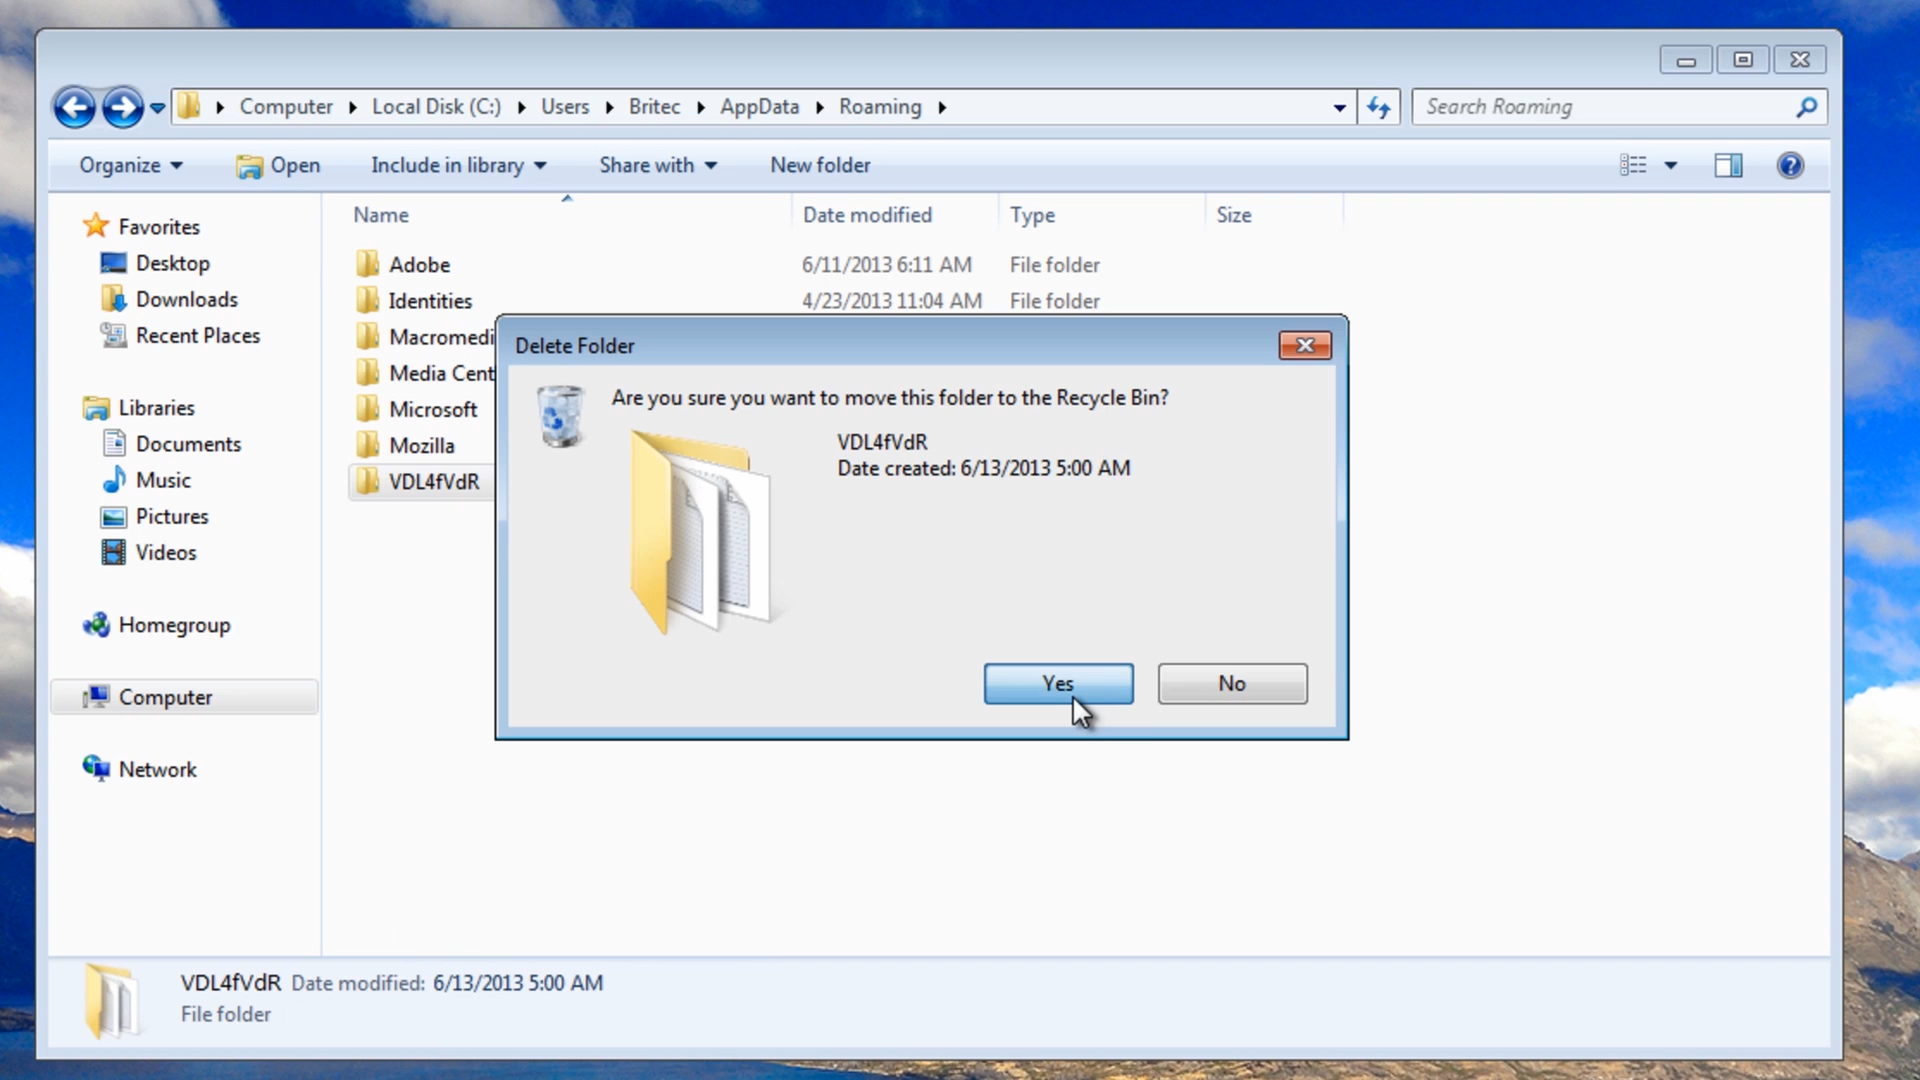 Computer Local Disk (C:) Users Britec AppData Roaming
Search Roaming
Organize Open Include in library Share with New folder
Name Date modified Type Size
Favorites
Desktop
Downloads
Recent Places
Libraries
Documents
Music
Pictures
Videos
Homegroup
Computer
Network
Adobe 6/11/2013 6:11 AM File folder
Identities 4/23/2013 11:04 AM File folder
Macromedi
Media Cent
Microsoft
Mozilla
VDL4fVdR
Delete Folder
Are you sure you want to move this folder to the Recycle Bin?
VDL4fVdR
Date created: 6/13/2013 5:00 AM
Yes No
VDL4fVdR Date modified: 6/13/2013 5:00 AM
File folder